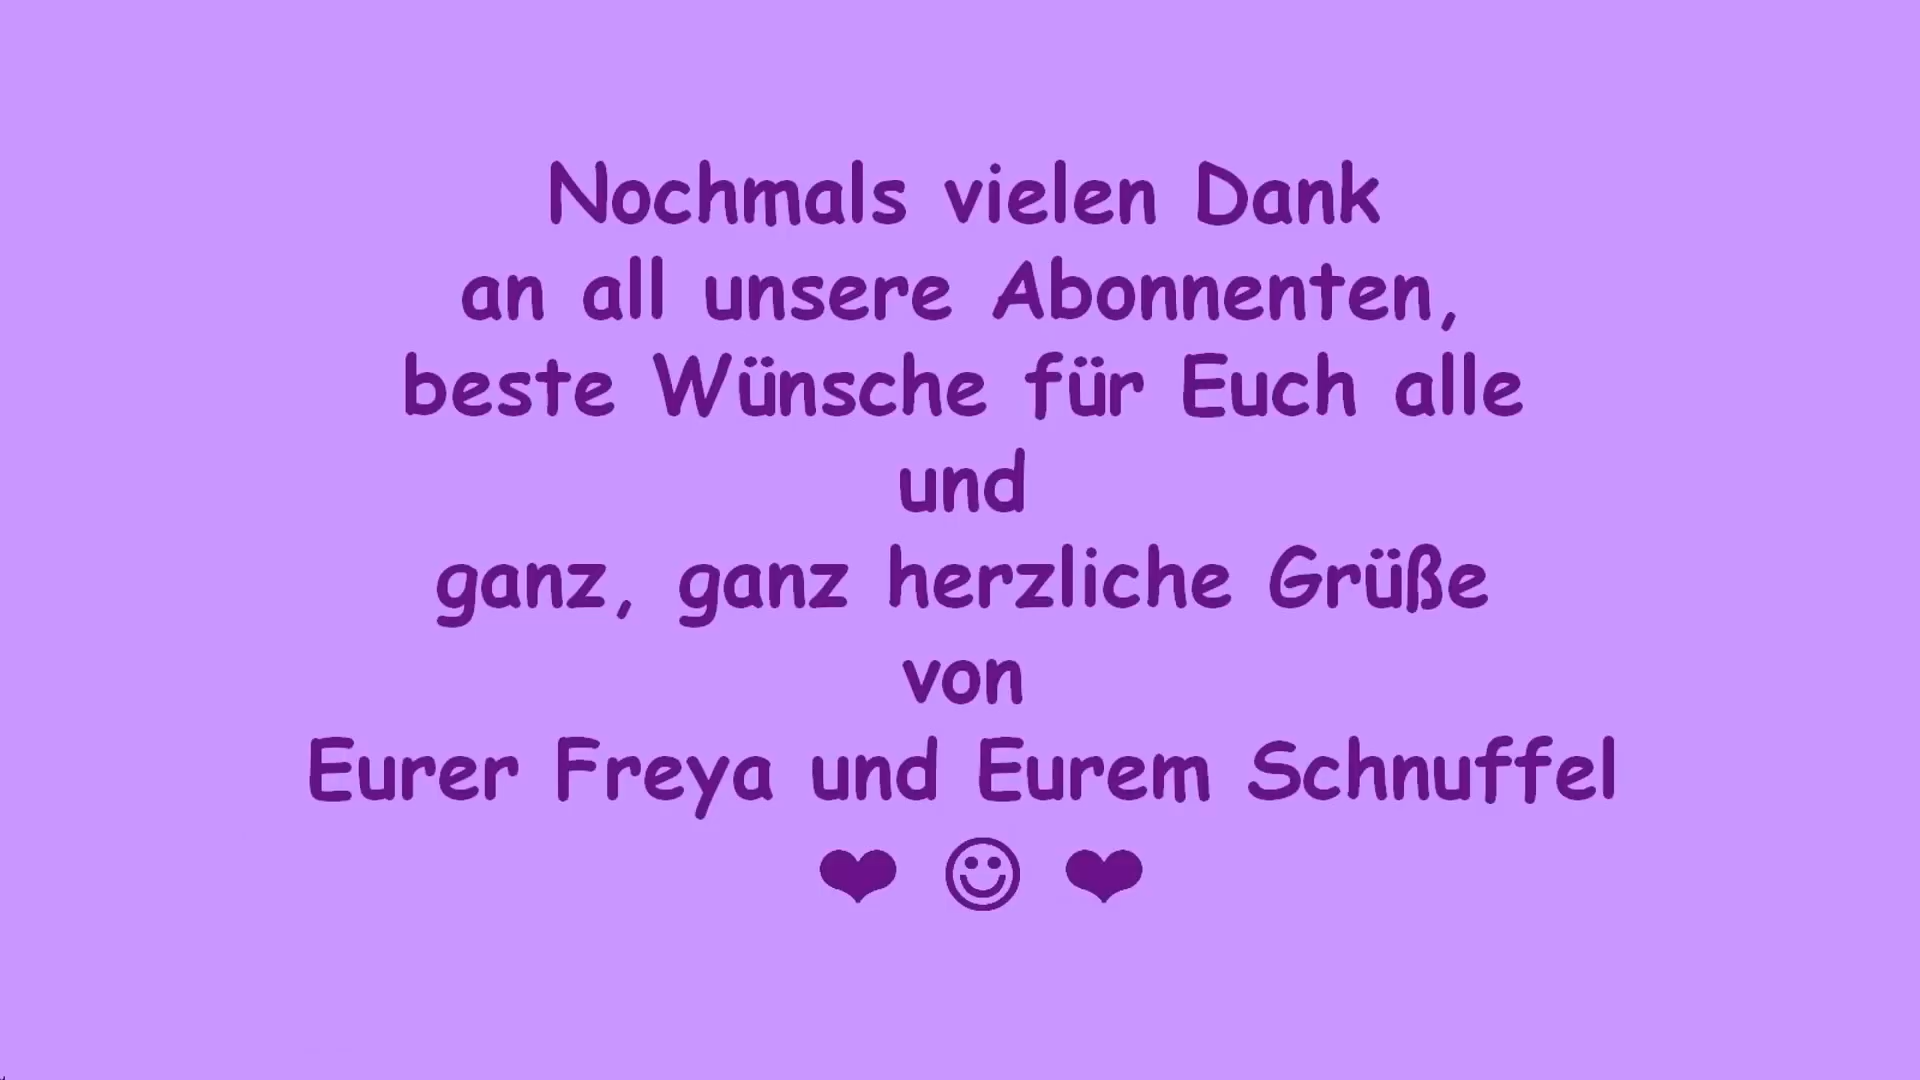 Nochmals vielen Dank
an all unsere Abonnenten,
beste Wünsche für Euch alle
und
ganz, ganz herzliche Grüße
von
Eurer Freya und Eurem Schnuffel
❤ ☺ ❤